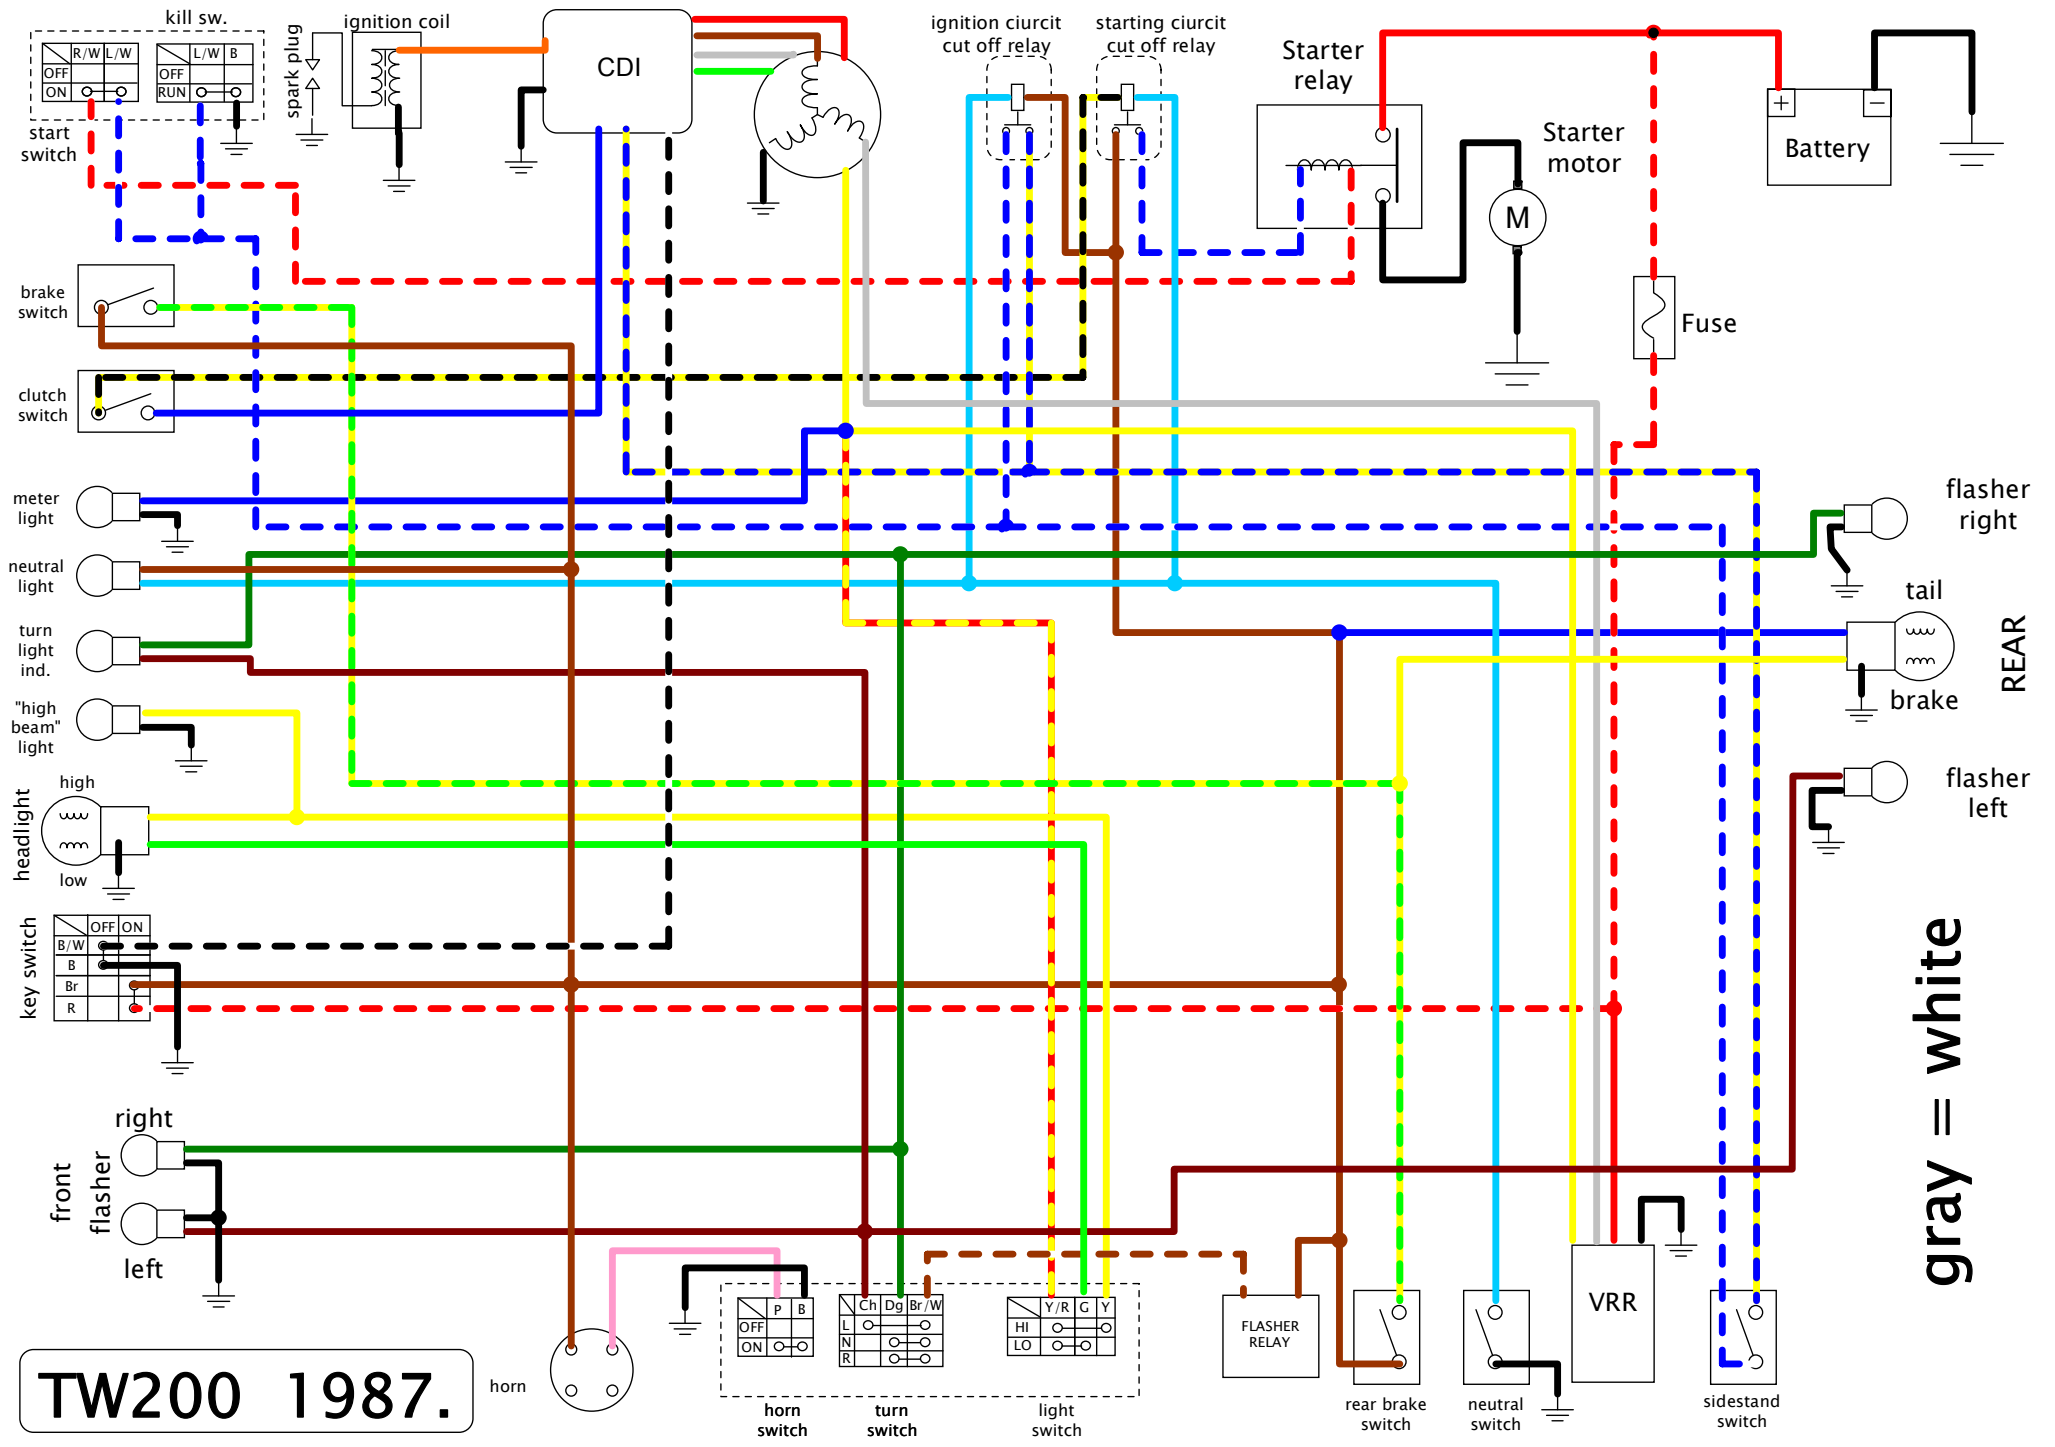 kill sw.
R/W L/W
OFF
ON
L/W B
OFF
RUN
start
switch
spark plug
ignition coil
CDI
ignition ciurcit
cut off relay
starting ciurcit
cut off relay
Starter
relay
Starter
motor
M
+
−
Battery
Fuse
brake
switch
clutch
switch
meter
light
neutral
light
turn
light
ind.
"high
beam"
light
high
headlight
low
key switch
OFF ON
B/W
B
Br
R
flasher
right
tail
brake
REAR
flasher
left
gray = white
right
front
flasher
left
TW200 1987.
horn
P B
OFF
ON
horn
switch
Ch Dg Br/W
L
N
R
turn
switch
Y/R G Y
HI
LO
light
switch
FLASHER
RELAY
rear brake
switch
neutral
switch
VRR
sidestand
switch